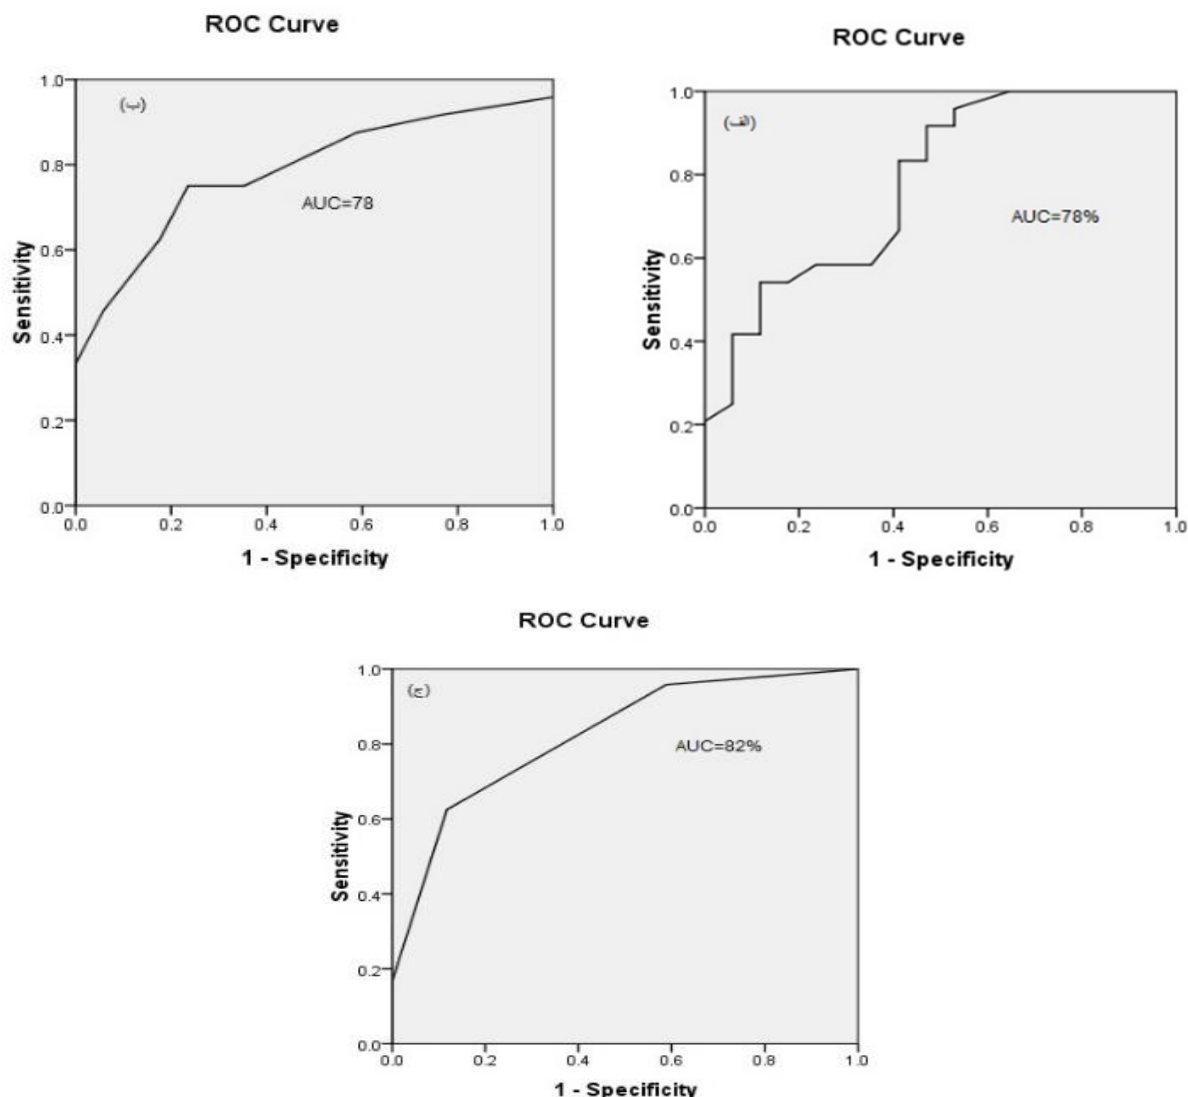 ROC Curve
(ب)
AUC=78
Sensitivity
1.0
0.8
0.6
0.4
0.2
0.0
0.0 0.2 0.4 0.6 0.8 1.0
1 - Specificity
ROC Curve
(الف)
AUC=78%
Sensitivity
1.0
0.8
0.6
0.4
0.2
0.0
0.0 0.2 0.4 0.6 0.8 1.0
1 - Specificity
ROC Curve
(ج)
AUC=82%
Sensitivity
1.0
0.8
0.6
0.4
0.2
0.0
0.0 0.2 0.4 0.6 0.8 1.0
1 - Specificity